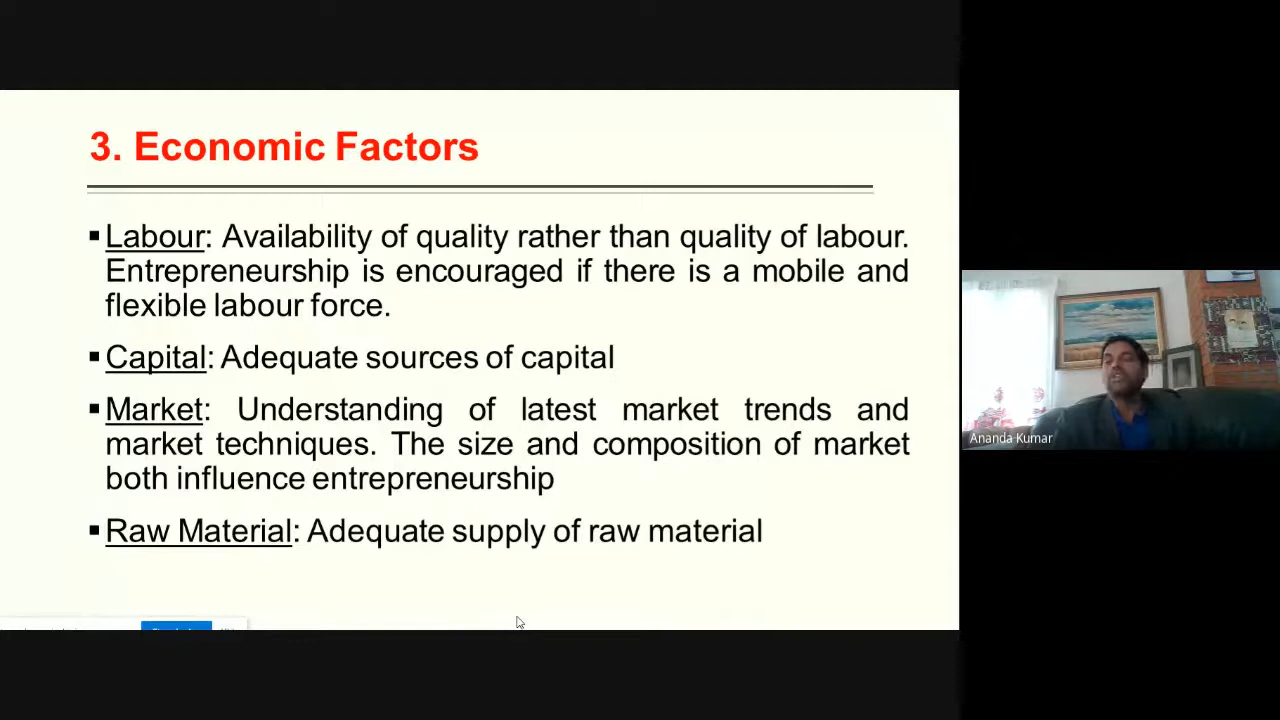 3. Economic Factors
▪Labour: Availability of quality rather than quality of labour.
Entrepreneurship is encouraged if there is a mobile and
flexible labour force.
▪Capital: Adequate sources of capital
▪Market: Understanding of latest market trends and
market techniques. The size and composition of market
both influence entrepreneurship
▪Raw Material: Adequate supply of raw material
Ananda Kumar